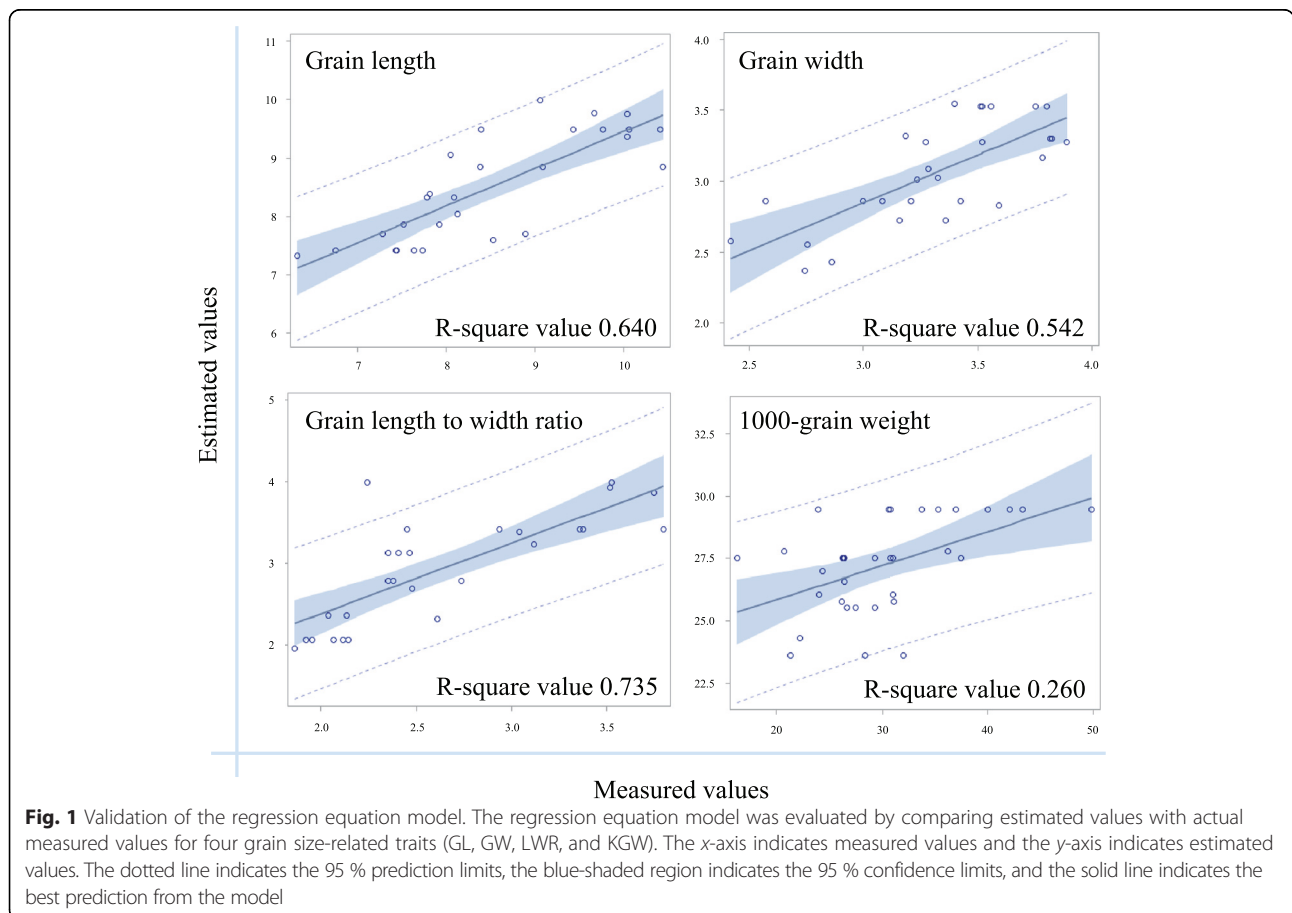 Grain length
11
10
9
8
7
6
7
8
9
10
R-square value 0.640
Grain width
4.0
3.5
3.0
2.5
2.0
2.5
3.0
3.5
4.0
R-square value 0.542
Estimated values
Grain length to width ratio
5
4
3
2
2.0
2.5
3.0
3.5
R-square value 0.735
1000-grain weight
32.5
30.0
27.5
25.0
22.5
20
30
40
50
R-square value 0.260
Measured values
Fig. 1 Validation of the regression equation model. The regression equation model was evaluated by comparing estimated values with actual
measured values for four grain size-related traits (GL, GW, LWR, and KGW). The x-axis indicates measured values and the y-axis indicates estimated
values. The dotted line indicates the 95 % prediction limits, the blue-shaded region indicates the 95 % confidence limits, and the solid line indicates the
best prediction from the model